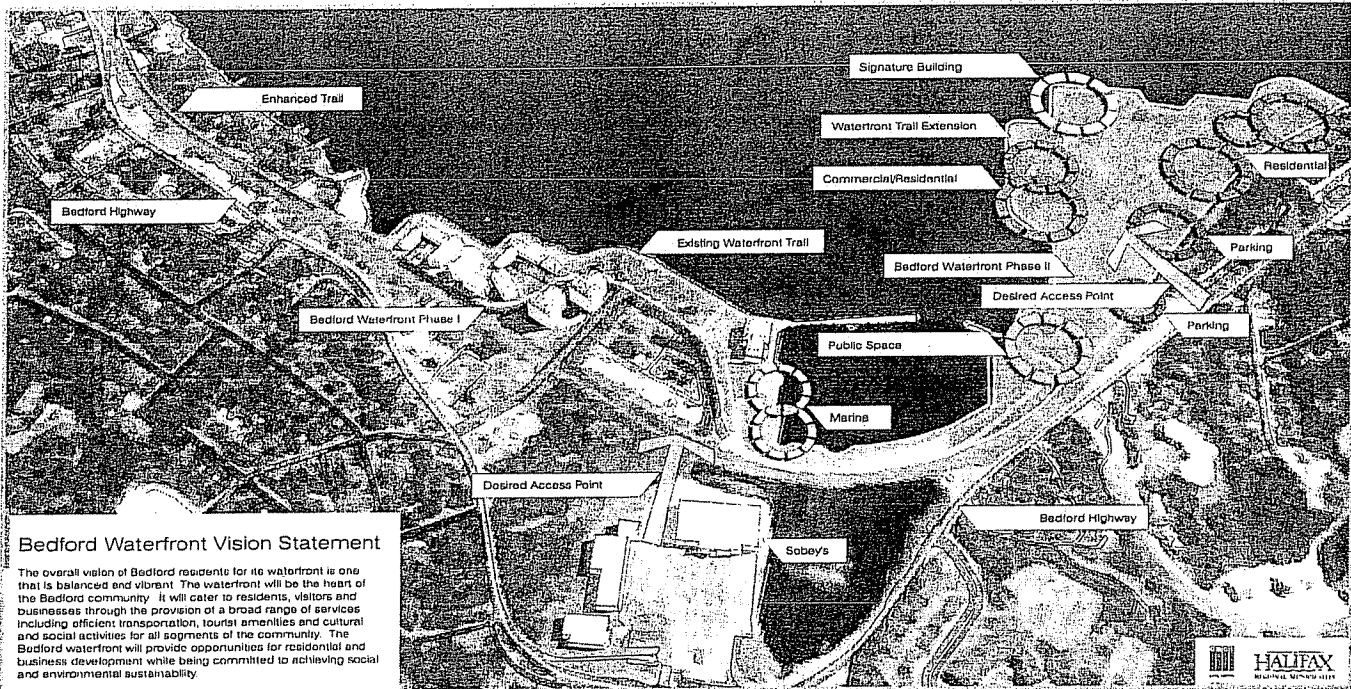 Signature Building
Enhanced Trail
Waterfront Trail Extension
Residential
Commercial/Residential
Bedford Highway
Existing Waterfront Trail
Parking
Bedford Waterfront Phase II
Desired Access Point
Bedford Waterfront Phase I
Parking
Public Space
Marina
Desired Access Point
Bedford Highway
Sobey's
Bedford Waterfront Vision Statement
The overall vision of Bedford residents for its waterfront is one
that is balanced and vibrant. The waterfront will be the heart of
the Bedford community. It will cater to residents, visitors and
businesses through the provision of a broad range of services
including efficient transportation, tourist amenities and cultural
and social activities for all segments of the community. The
Bedford waterfront will provide opportunities for residential and
business development while being committed to achieving social
and environmental sustainability.
HALIFAX
REGIONAL MUNICIPALITY